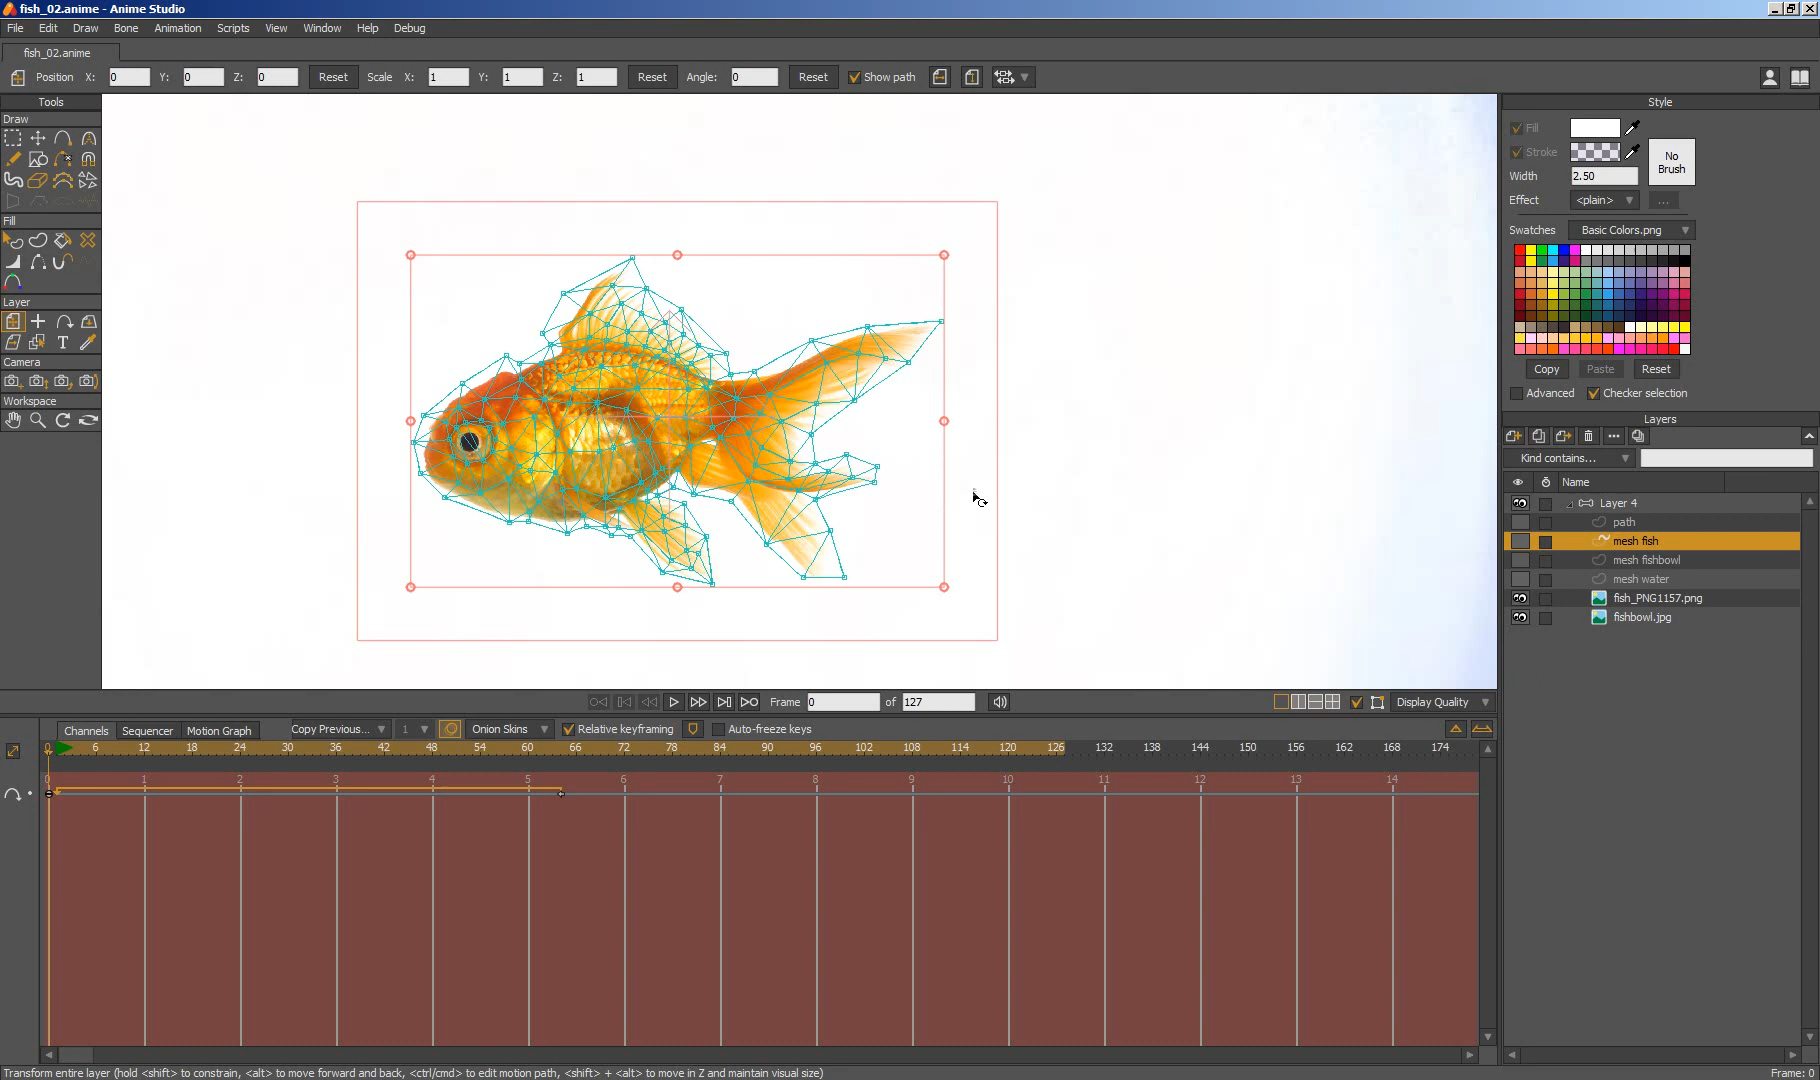 fish_02.anime - Anime Studio
File Edit Draw Bone Animation Scripts View Window Help Debug
fish_02.anime
Position X: 0 Y: 0 Z: 0 Reset Scale X: 1 Y: 1 Z: 1 Reset Angle: 0 Reset Show path
Tools
Draw
Fill
Layer
Camera
Workspace
Style
Fill
Stroke
No Brush
Width 2.50
Effect <plain> ...
Swatches Basic Colors.png
Copy Paste Reset
Advanced Checker selection
Layers
Kind contains...
Name
Layer 4
path
mesh fish
mesh fishbowl
mesh water
fish_PNG1157.png
fishbowl.jpg
Frame 0 of 127 Display Quality
Channels Sequencer Motion Graph Copy Previous... 1 Onion Skins Relative keyframing Auto-freeze keys
0 6 12 18 24 30 36 42 48 54 60 66 72 78 84 90 96 102 108 114 120 126 132 138 144 150 156 162 168 174
0 1 2 3 4 5 6 7 8 9 10 11 12 13 14
Transform entire layer (hold <shift> to constrain, <alt> to move forward and back, <ctrl/cmd> to edit motion path, <shift> + <alt> to move in Z and maintain visual size)
Frame: 0